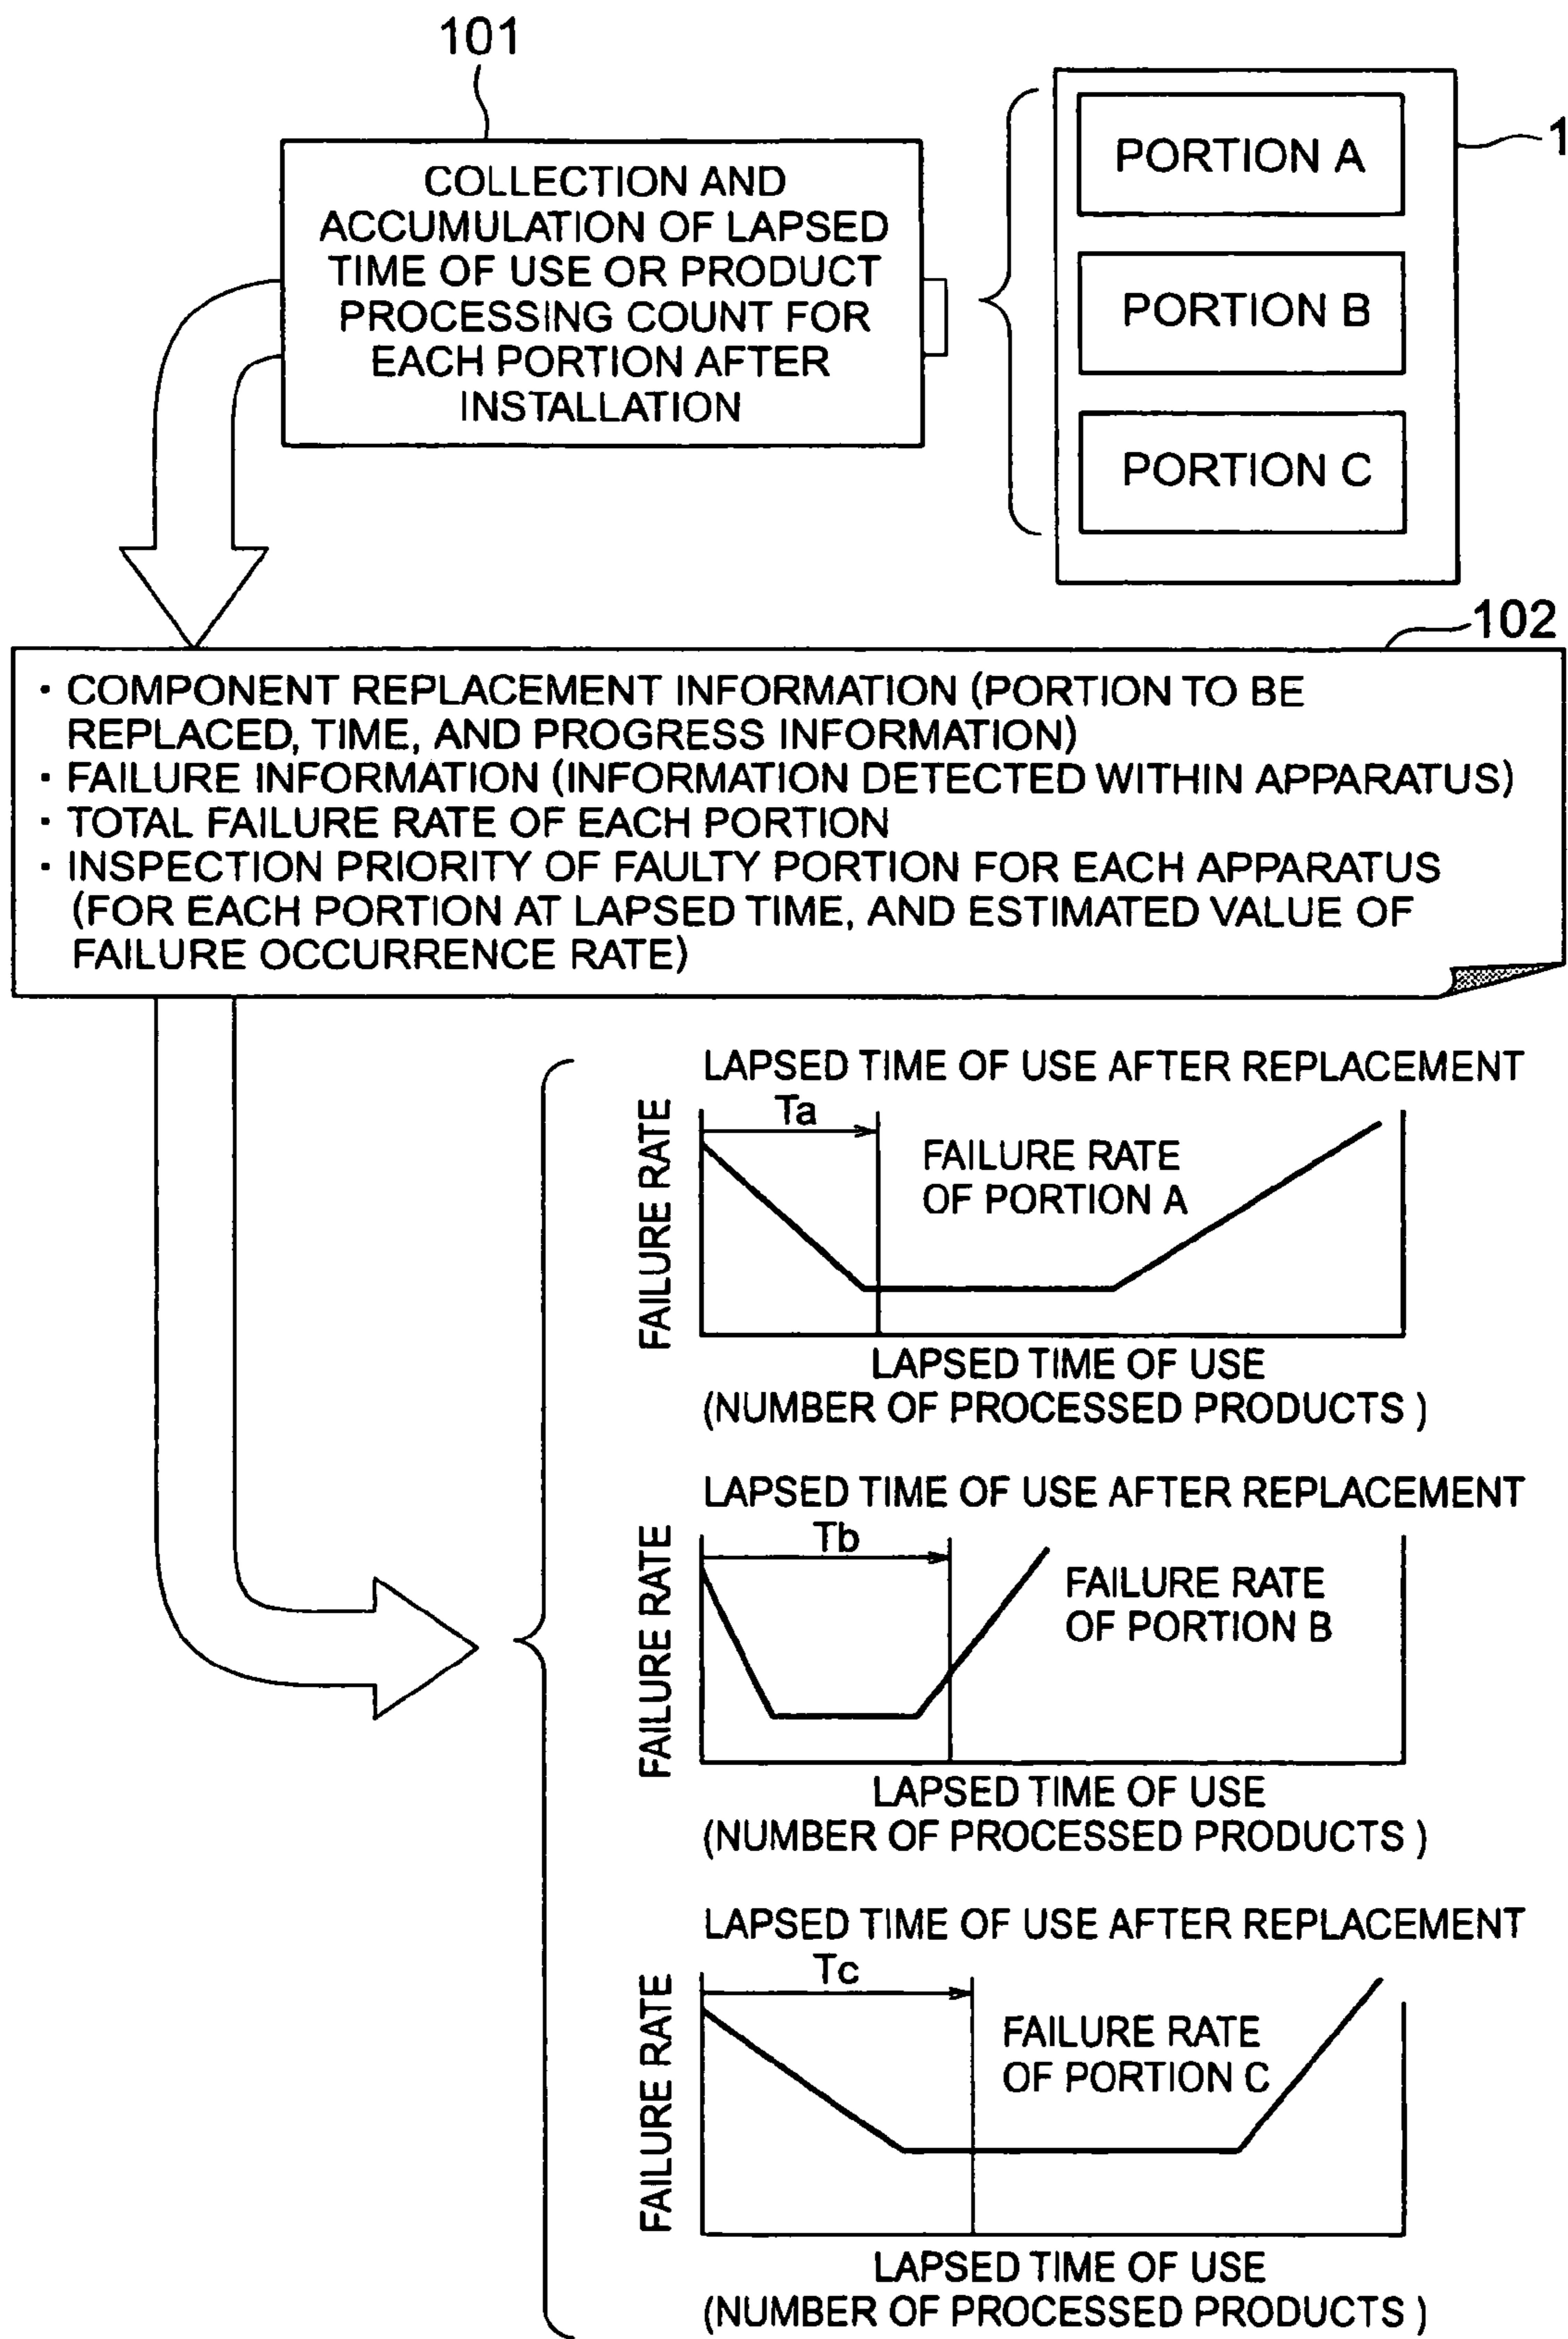 101
COLLECTION AND
ACCUMULATION OF LAPSED
TIME OF USE OR PRODUCT
PROCESSING COUNT FOR
EACH PORTION AFTER
INSTALLATION
PORTION A
PORTION B
PORTION C
1
102
· COMPONENT REPLACEMENT INFORMATION (PORTION TO BE
REPLACED, TIME, AND PROGRESS INFORMATION)
· FAILURE INFORMATION (INFORMATION DETECTED WITHIN APPARATUS)
· TOTAL FAILURE RATE OF EACH PORTION
· INSPECTION PRIORITY OF FAULTY PORTION FOR EACH APPARATUS
(FOR EACH PORTION AT LAPSED TIME, AND ESTIMATED VALUE OF
FAILURE OCCURRENCE RATE)
LAPSED TIME OF USE AFTER REPLACEMENT
Ta
FAILURE RATE
FAILURE RATE
OF PORTION A
LAPSED TIME OF USE
(NUMBER OF PROCESSED PRODUCTS )
LAPSED TIME OF USE AFTER REPLACEMENT
Tb
FAILURE RATE
FAILURE RATE
OF PORTION B
LAPSED TIME OF USE
(NUMBER OF PROCESSED PRODUCTS )
LAPSED TIME OF USE AFTER REPLACEMENT
Tc
FAILURE RATE
FAILURE RATE
OF PORTION C
LAPSED TIME OF USE
(NUMBER OF PROCESSED PRODUCTS )